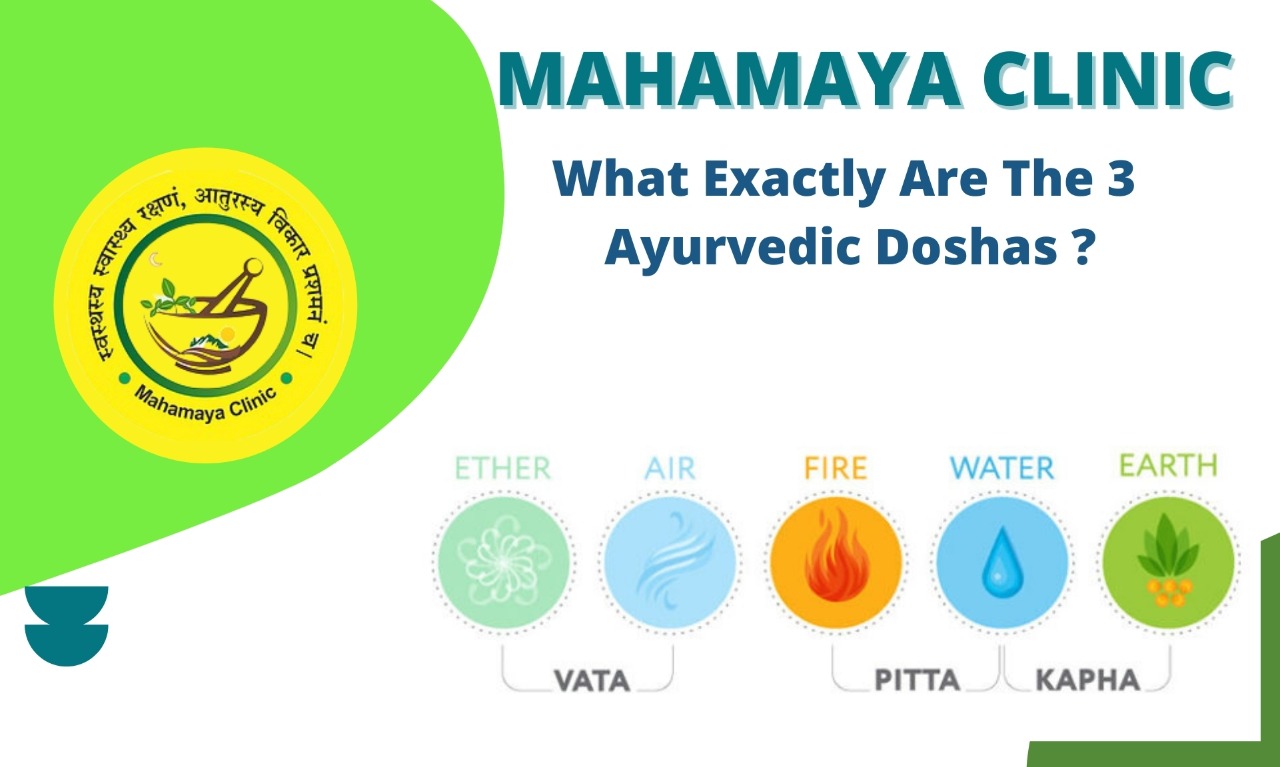 MAHAMAYA CLINIC
What Exactly Are The 3
Ayurvedic Doshas ?
स्वस्थस्य स्वास्थ्य रक्षणं, आतुरस्य विकार प्रशमनं च।
Mahamaya Clinic
ETHER AIR FIRE WATER EARTH
VATA PITTA KAPHA